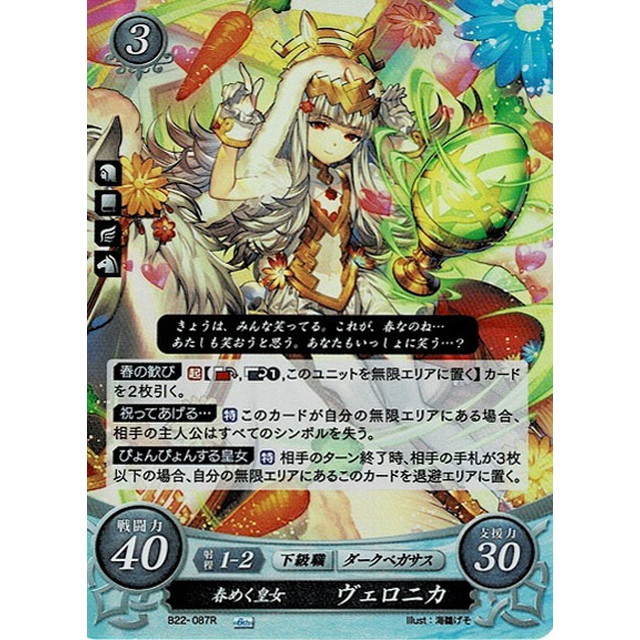 3
きょうは、みんな笑ってる。これが、春なのね…
あたしも笑おうと思う。あなたもいっしょに笑う…?
春の歓び 起【 , 1,このユニットを無限エリアに置く】カード
を2枚引く。
祝ってあげる… 特 このカードが自分の無限エリアにある場合、
相手の主人公はすべてのシンボルを失う。
ぴょんぴょんする皇女 特 相手のターン終了時、相手の手札が3枚
以下の場合、自分の無限エリアにあるこのカードを退避エリアに置く。
戦闘力 40 射程 1-2 下級職 ダークペガサス 支援力 30
春めく皇女 ヴェロニカ
B22-087R Illust:海鵜げそ